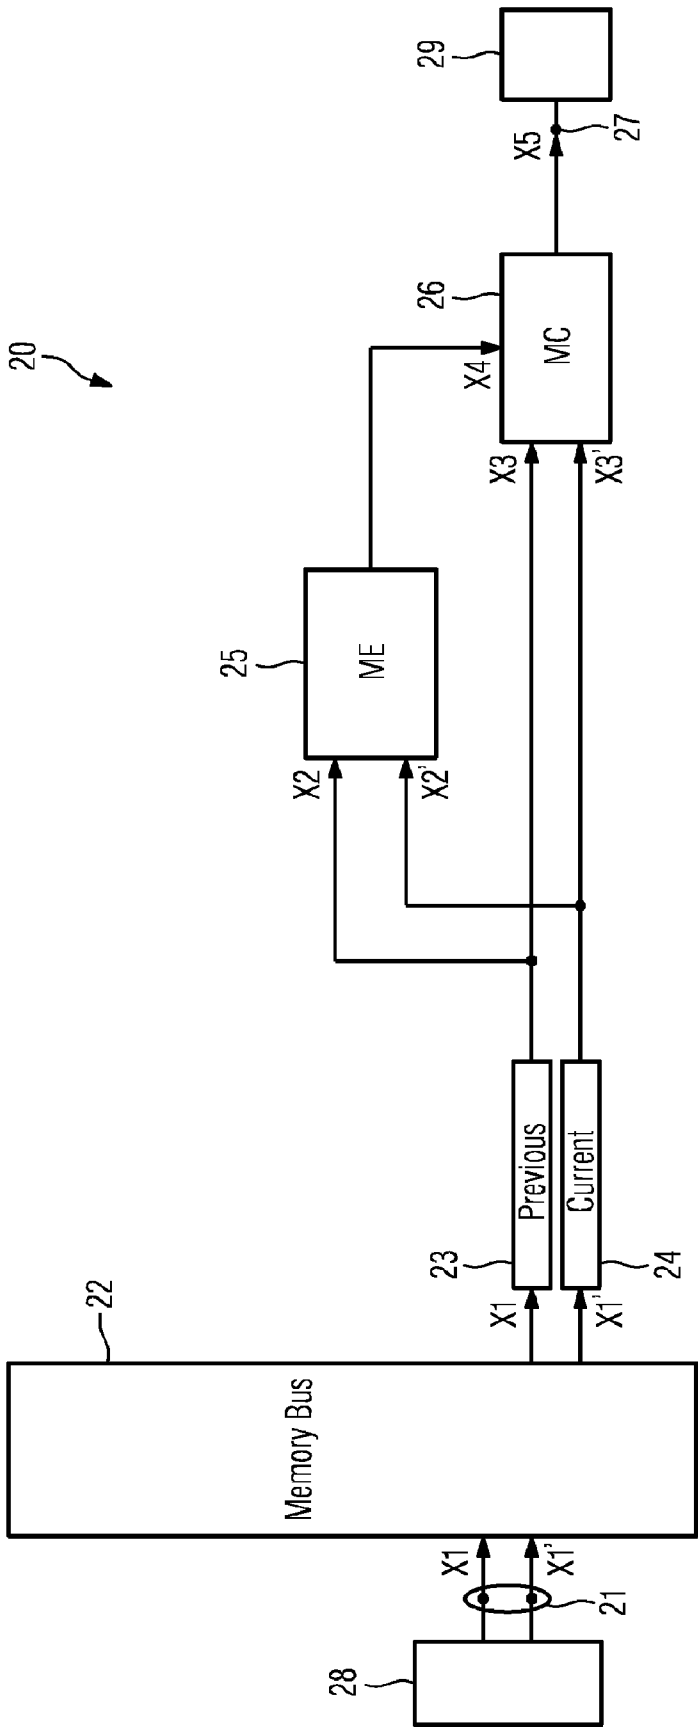 20
28
X1
X1'
21
22
Memory Bus
X1
X1'
23
Previous
24
Current
X2
X2'
25
ME
X3
X3'
X4
26
MC
X5
27
29